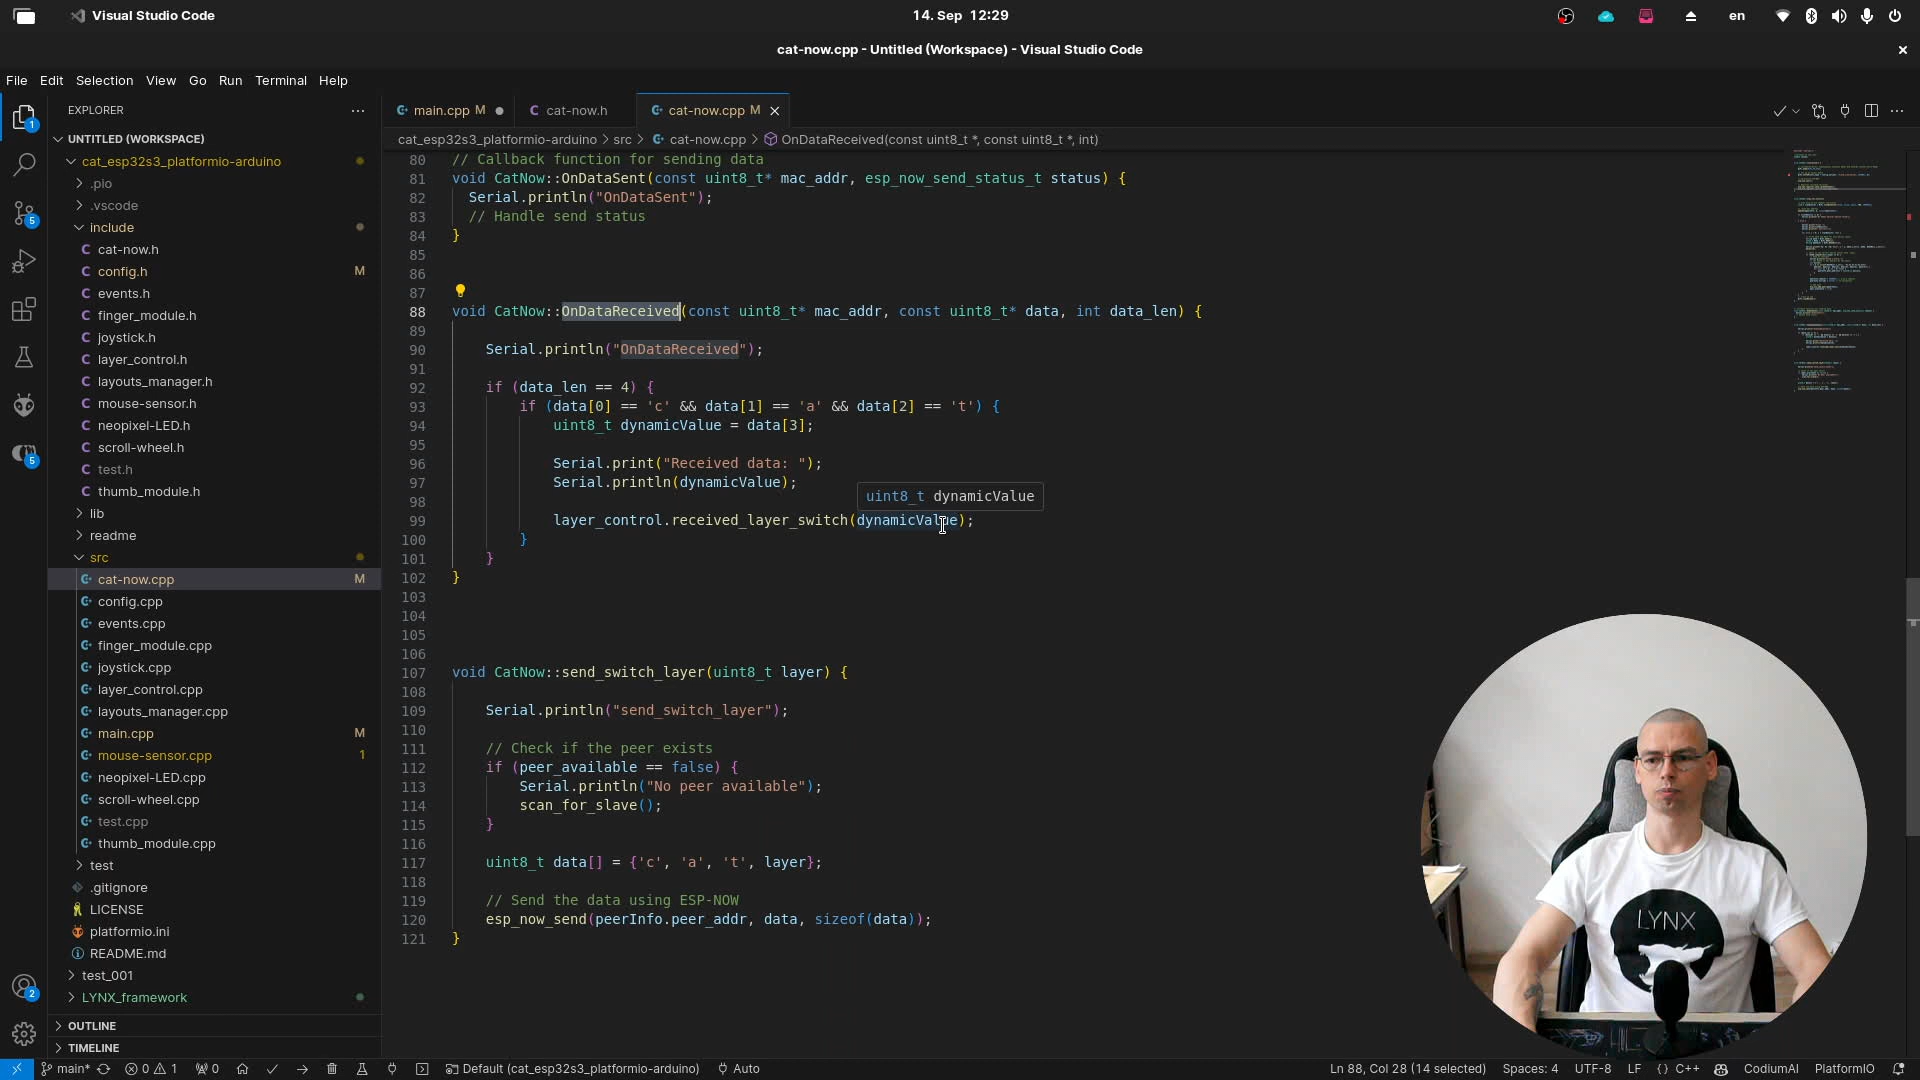 Visual Studio Code
14. Sep 12:29
en
cat-now.cpp - Untitled (Workspace) - Visual Studio Code
File Edit Selection View Go Run Terminal Help
EXPLORER
main.cpp M
cat-now.h
cat-now.cpp M
cat_esp32s3_platformio-arduino > src > cat-now.cpp > OnDataReceived(const uint8_t *, const uint8_t *, int)
UNTITLED (WORKSPACE)
cat_esp32s3_platformio-arduino
.pio
.vscode
include
cat-now.h
config.h M
events.h
finger_module.h
joystick.h
layer_control.h
layouts_manager.h
mouse-sensor.h
neopixel-LED.h
scroll-wheel.h
test.h
thumb_module.h
lib
readme
src
cat-now.cpp M
config.cpp
events.cpp
finger_module.cpp
joystick.cpp
layer_control.cpp
layouts_manager.cpp
main.cpp M
mouse-sensor.cpp 1
neopixel-LED.cpp
scroll-wheel.cpp
test.cpp
thumb_module.cpp
test
.gitignore
LICENSE
platformio.ini
README.md
test_001
LYNX_framework
OUTLINE
TIMELINE
1
5
5
2
80 // Callback function for sending data
81 void CatNow::OnDataSent(const uint8_t* mac_addr, esp_now_send_status_t status) {
82 Serial.println("OnDataSent");
83 // Handle send status
84 }
85
86
87
88 void CatNow::OnDataReceived(const uint8_t* mac_addr, const uint8_t* data, int data_len) {
89
90 Serial.println("OnDataReceived");
91
92 if (data_len == 4) {
93 if (data[0] == 'c' && data[1] == 'a' && data[2] == 't') {
94 uint8_t dynamicValue = data[3];
95
96 Serial.print("Received data: ");
97 Serial.println(dynamicValue);
uint8_t dynamicValue
98
99 layer_control.received_layer_switch(dynamicValue);
100 }
101 }
102 }
103
104
105
106
107 void CatNow::send_switch_layer(uint8_t layer) {
108
109 Serial.println("send_switch_layer");
110
111 // Check if the peer exists
112 if (peer_available == false) {
113 Serial.println("No peer available");
114 scan_for_slave();
115 }
116
117 uint8_t data[] = {'c', 'a', 't', layer};
118
119 // Send the data using ESP-NOW
120 esp_now_send(peerInfo.peer_addr, data, sizeof(data));
121 }
LYNX
main* 0 1 0 Default (cat_esp32s3_platformio-arduino) Auto Ln 88, Col 28 (14 selected) Spaces: 4 UTF-8 LF { } C++ CodiumAI PlatformIO